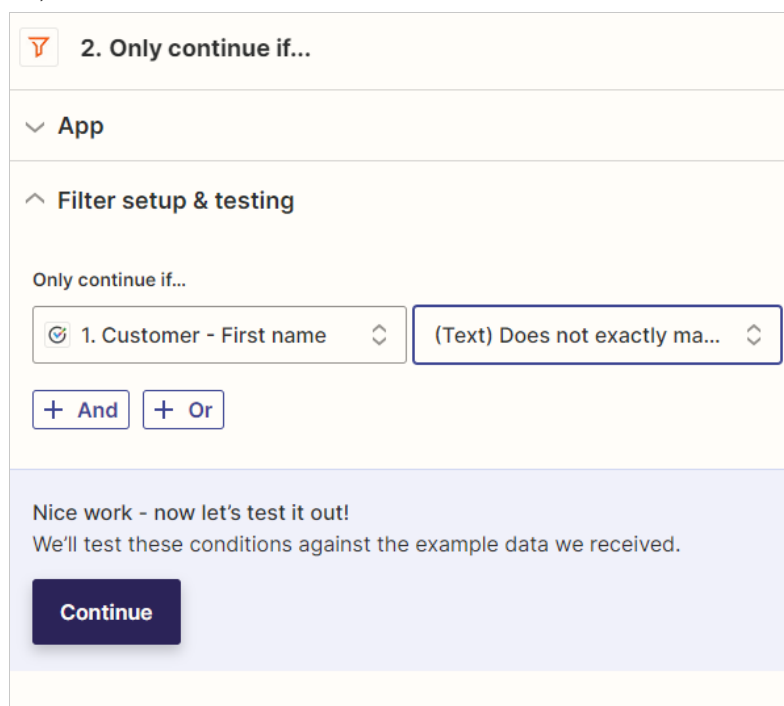 2. Only continue if...
App
Filter setup & testing
Only continue if...
1. Customer - First name (Text) Does not exactly ma...
+ And + Or
Nice work - now let’s test it out!
We’ll test these conditions against the example data we received.
Continue